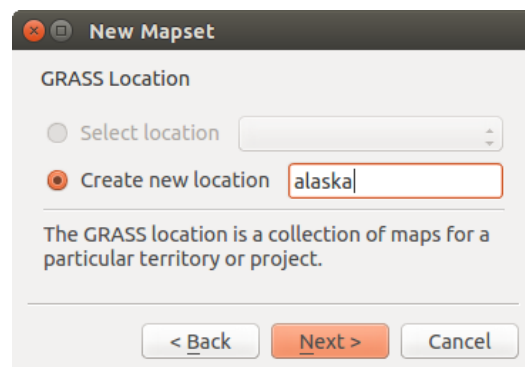 New Mapset
GRASS Location
Select location
Create new location alaska
The GRASS location is a collection of maps for a
particular territory or project.
< Back Next > Cancel